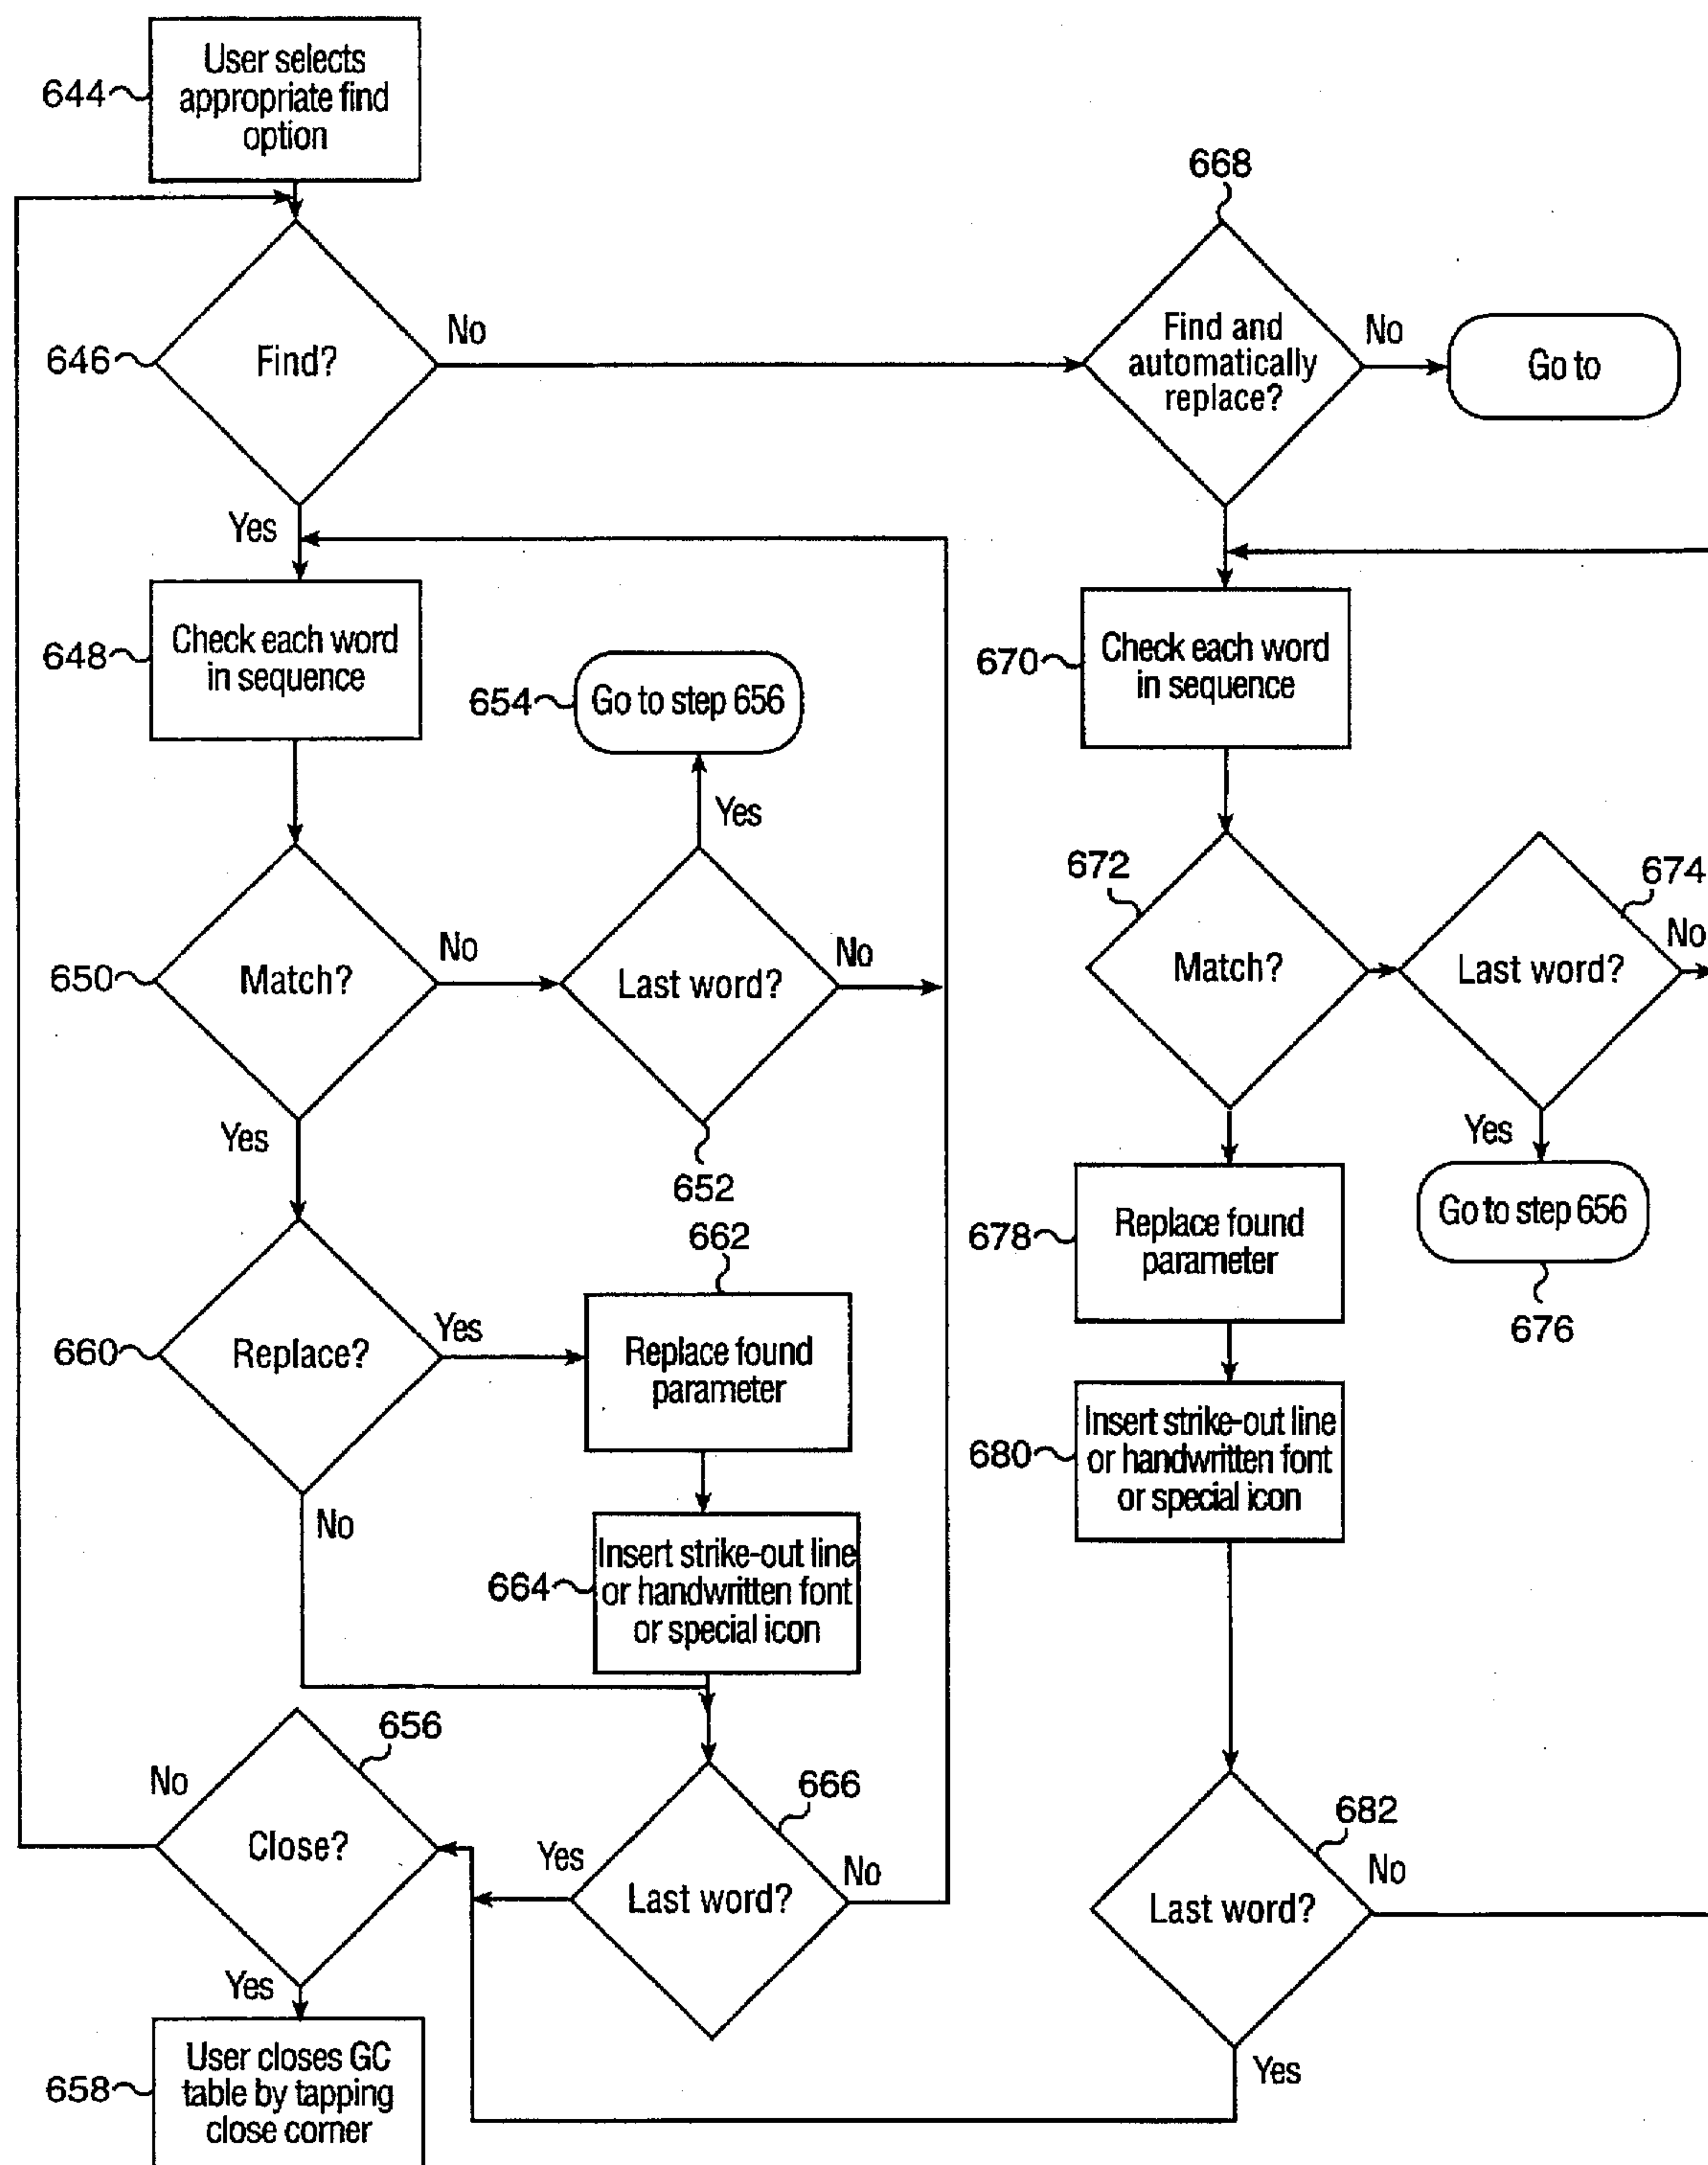 644
User selects
appropriate find
option
668
646
Find?
No
Find and
automatically
replace?
No
Go to
Yes
648
Check each word
in sequence
654
Go to step 656
670
Check each word
in sequence
Yes
650
Match?
No
Last word?
No
652
672
Match?
674
Last word?
No
Yes
Yes
Go to step 656
676
660
Replace?
Yes
662
Replace found
parameter
678
Replace found
parameter
No
664
Insert strike-out line
or handwritten font
or special icon
680
Insert strike-out line
or handwritten font
or special icon
656
No
Close?
Yes
666
Last word?
No
Yes
682
Last word?
No
Yes
658
User closes GC
table by tapping
close corner